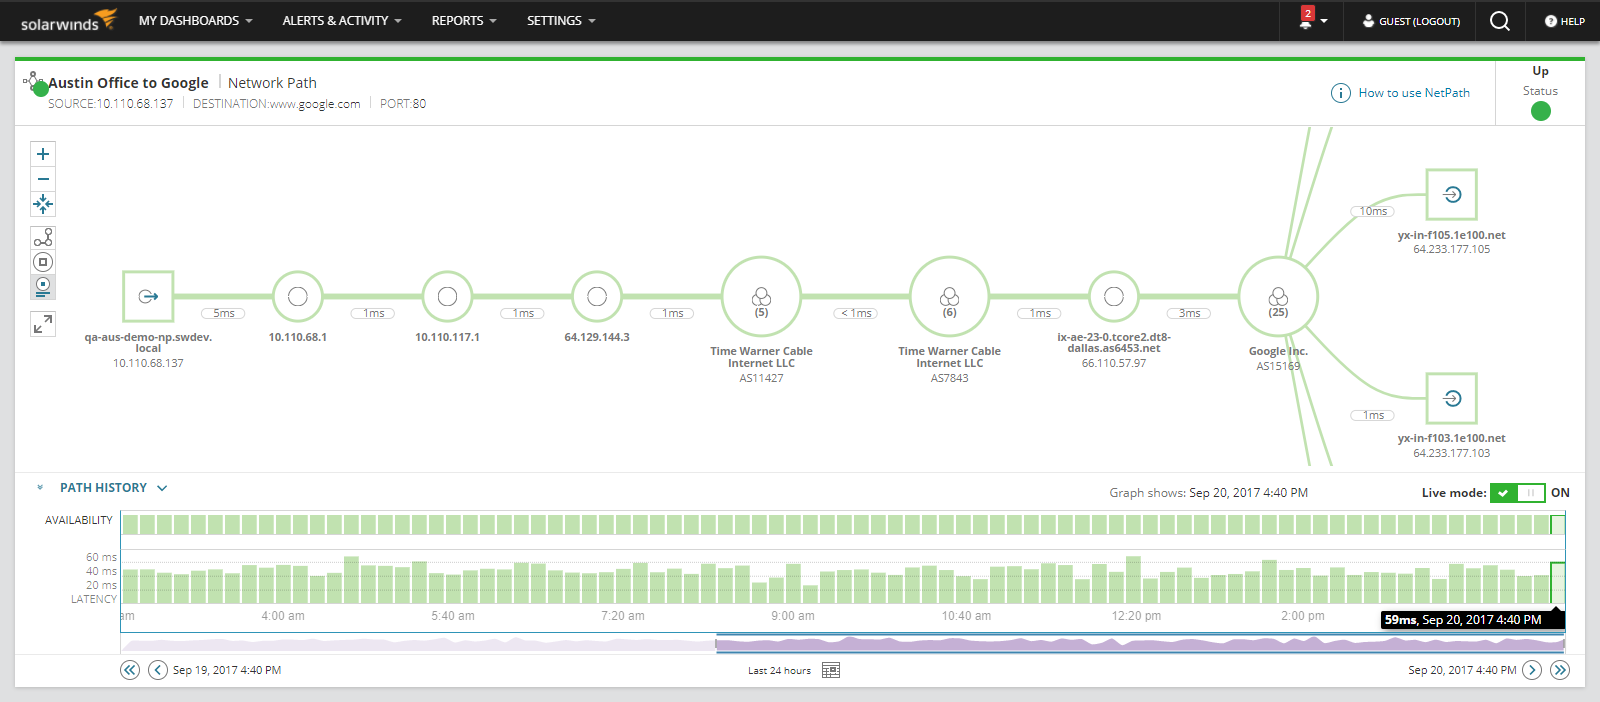 solarwinds MY DASHBOARDS ALERTS & ACTIVITY REPORTS SETTINGS 2 GUEST (LOGOUT) HELP
Austin Office to Google Network Path
SOURCE:10.110.68.137 DESTINATION:www.google.com PORT:80
How to use NetPath
Up
Status
5ms
1ms
1ms
1ms
< 1ms
1ms
3ms
10ms
1ms
qa-aus-demo-np.swdev.
local
10.110.68.137
10.110.68.1
10.110.117.1
64.129.144.3
(5)
Time Warner Cable
Internet LLC
AS11427
(6)
Time Warner Cable
Internet LLC
AS7843
ix-ae-23-0.tcore2.dt8-
dallas.as6453.net
66.110.57.97
(25)
Google Inc.
AS15169
yx-in-f105.1e100.net
64.233.177.105
yx-in-f103.1e100.net
64.233.177.103
PATH HISTORY
Graph shows: Sep 20, 2017 4:40 PM
Live mode: ON
AVAILABILITY
60 ms
40 ms
20 ms
LATENCY
am 4:00 am 5:40 am 7:20 am 9:00 am 10:40 am 12:20 pm 2:00 pm
59ms, Sep 20, 2017 4:40 PM
Sep 19, 2017 4:40 PM Last 24 hours Sep 20, 2017 4:40 PM